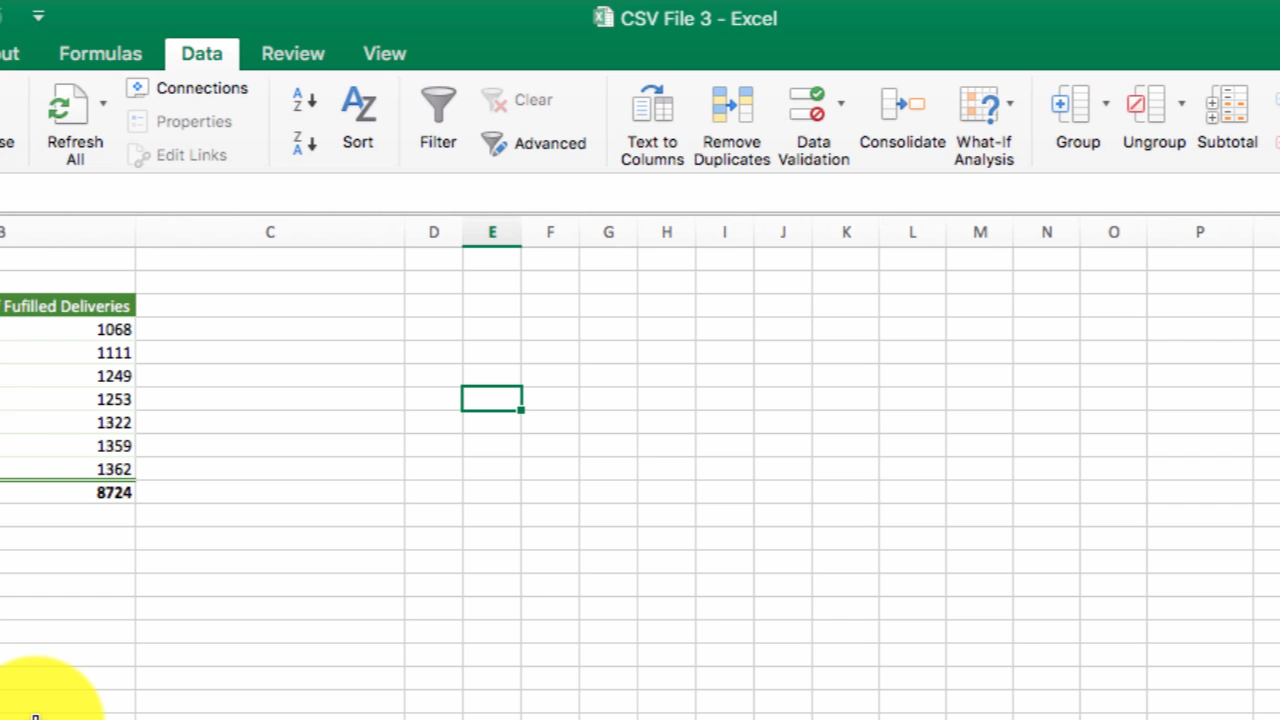 CSV File 3 - Excel
Formulas Data Review View
Refresh All
Connections
Properties
Edit Links
A Z
Z A
AZ Sort
Filter
Clear
Advanced
Text to Columns
Remove Duplicates
Data Validation
Consolidate
What-If Analysis
Group
Ungroup
Subtotal
C D E F G H I J K L M N O P
Fufilled Deliveries
1068
1111
1249
1253
1322
1359
1362
8724